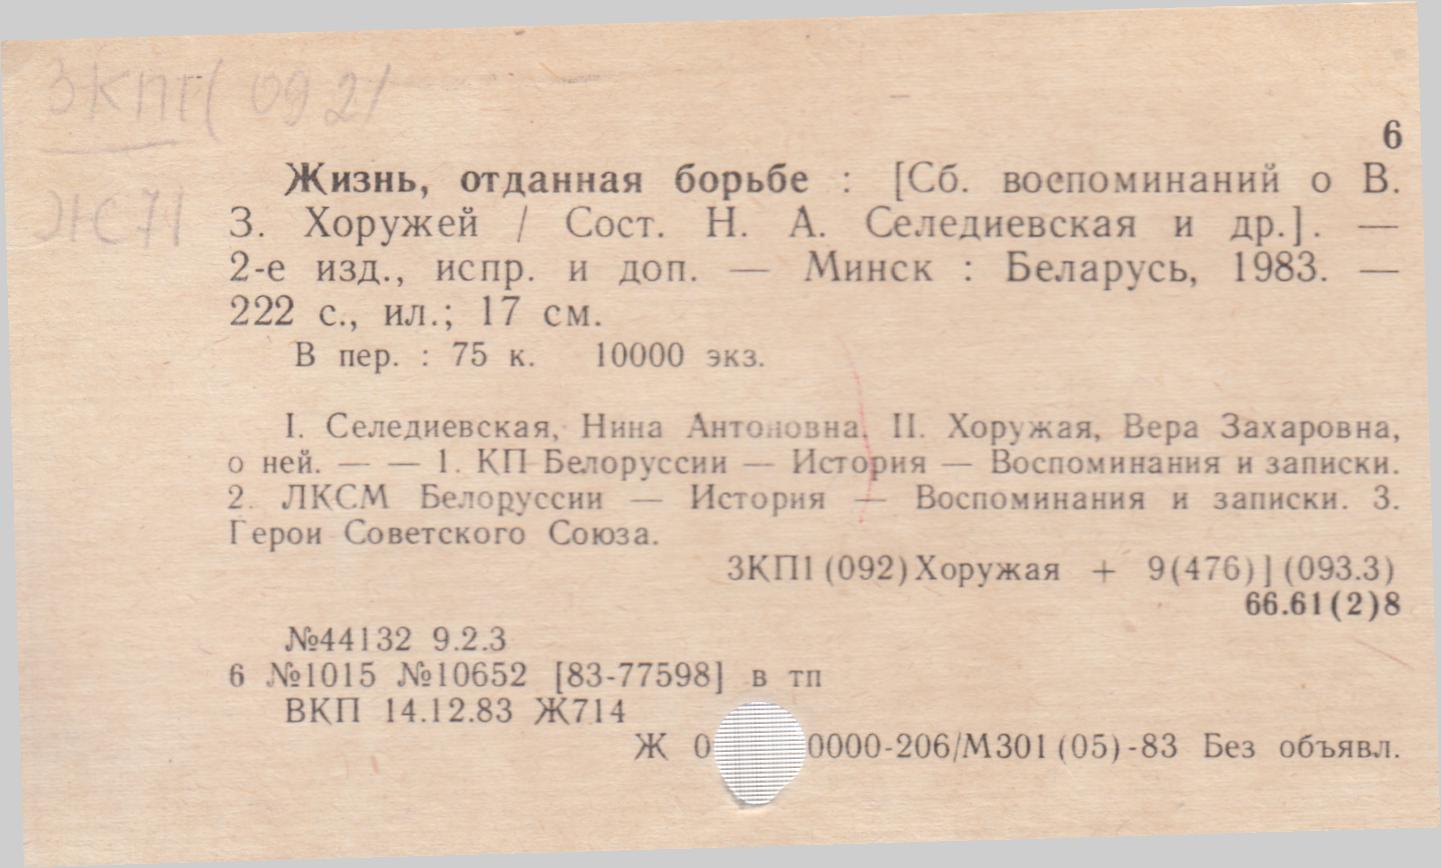 3КП1(092)
Ж71
6
Жизнь, отданная борьбе : [Сб. воспоминаний о В.
З. Хоружей / Сост. Н. А. Селедиевская и др.]. —
2-е изд., испр. и доп. — Минск : Беларусь, 1983. —
222 с., ил.; 17 см.
В пер. : 75 к. 10000 экз.
I. Селедиевская, Нина Антоновна. II. Хоружая, Вера Захаровна,
о ней. — — 1. КП Белоруссии — История — Воспоминания и записки.
2. ЛКСМ Белоруссии — История — Воспоминания и записки. 3.
Герои Советского Союза.
3КП1(092)Хоружая + 9(476)](093.3)
66.61(2)8
№44132 9.2.3
6 №1015 №10652 [83-77598] в тп
ВКП 14.12.83 Ж714
Ж 0 0000-206/М301(05)-83 Без объявл.